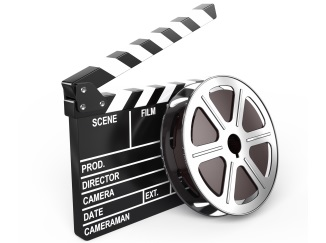 SCENE FILM
PROD.
DIRECTOR
CAMERA EXT.
DATE
CAMERAMAN